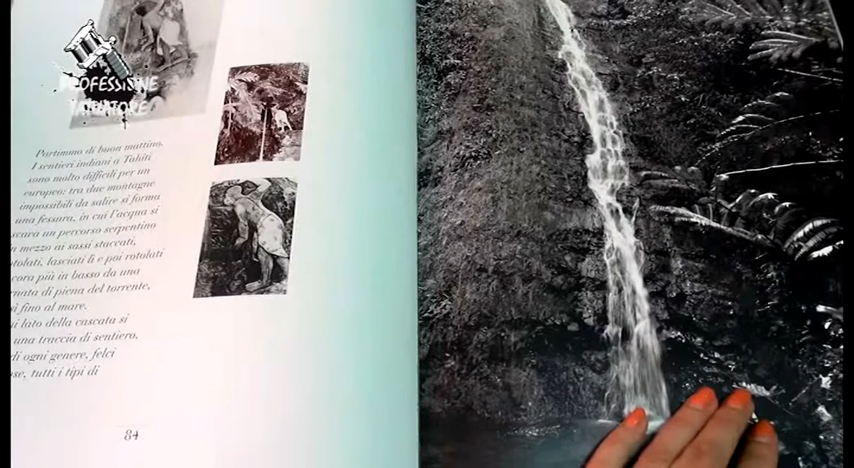 PROFESSIONE
Partimmo di buon mattino.
I sentieri indiani a Tahiti
sono molto difficili per un
europeo: tra due montagne
impossibili da salire si forma
una fessura, in cui l'acqua si
scava un percorso serpentino
in mezzo ai sassi staccati,
rotolati, lasciati lì e poi rotolati
ancora più in basso da una
giornata di piena del torrente,
sì fino al mare.
lato della cascata si
una traccia di sentiero.
di ogni genere, felci
tutti i tipi di
84